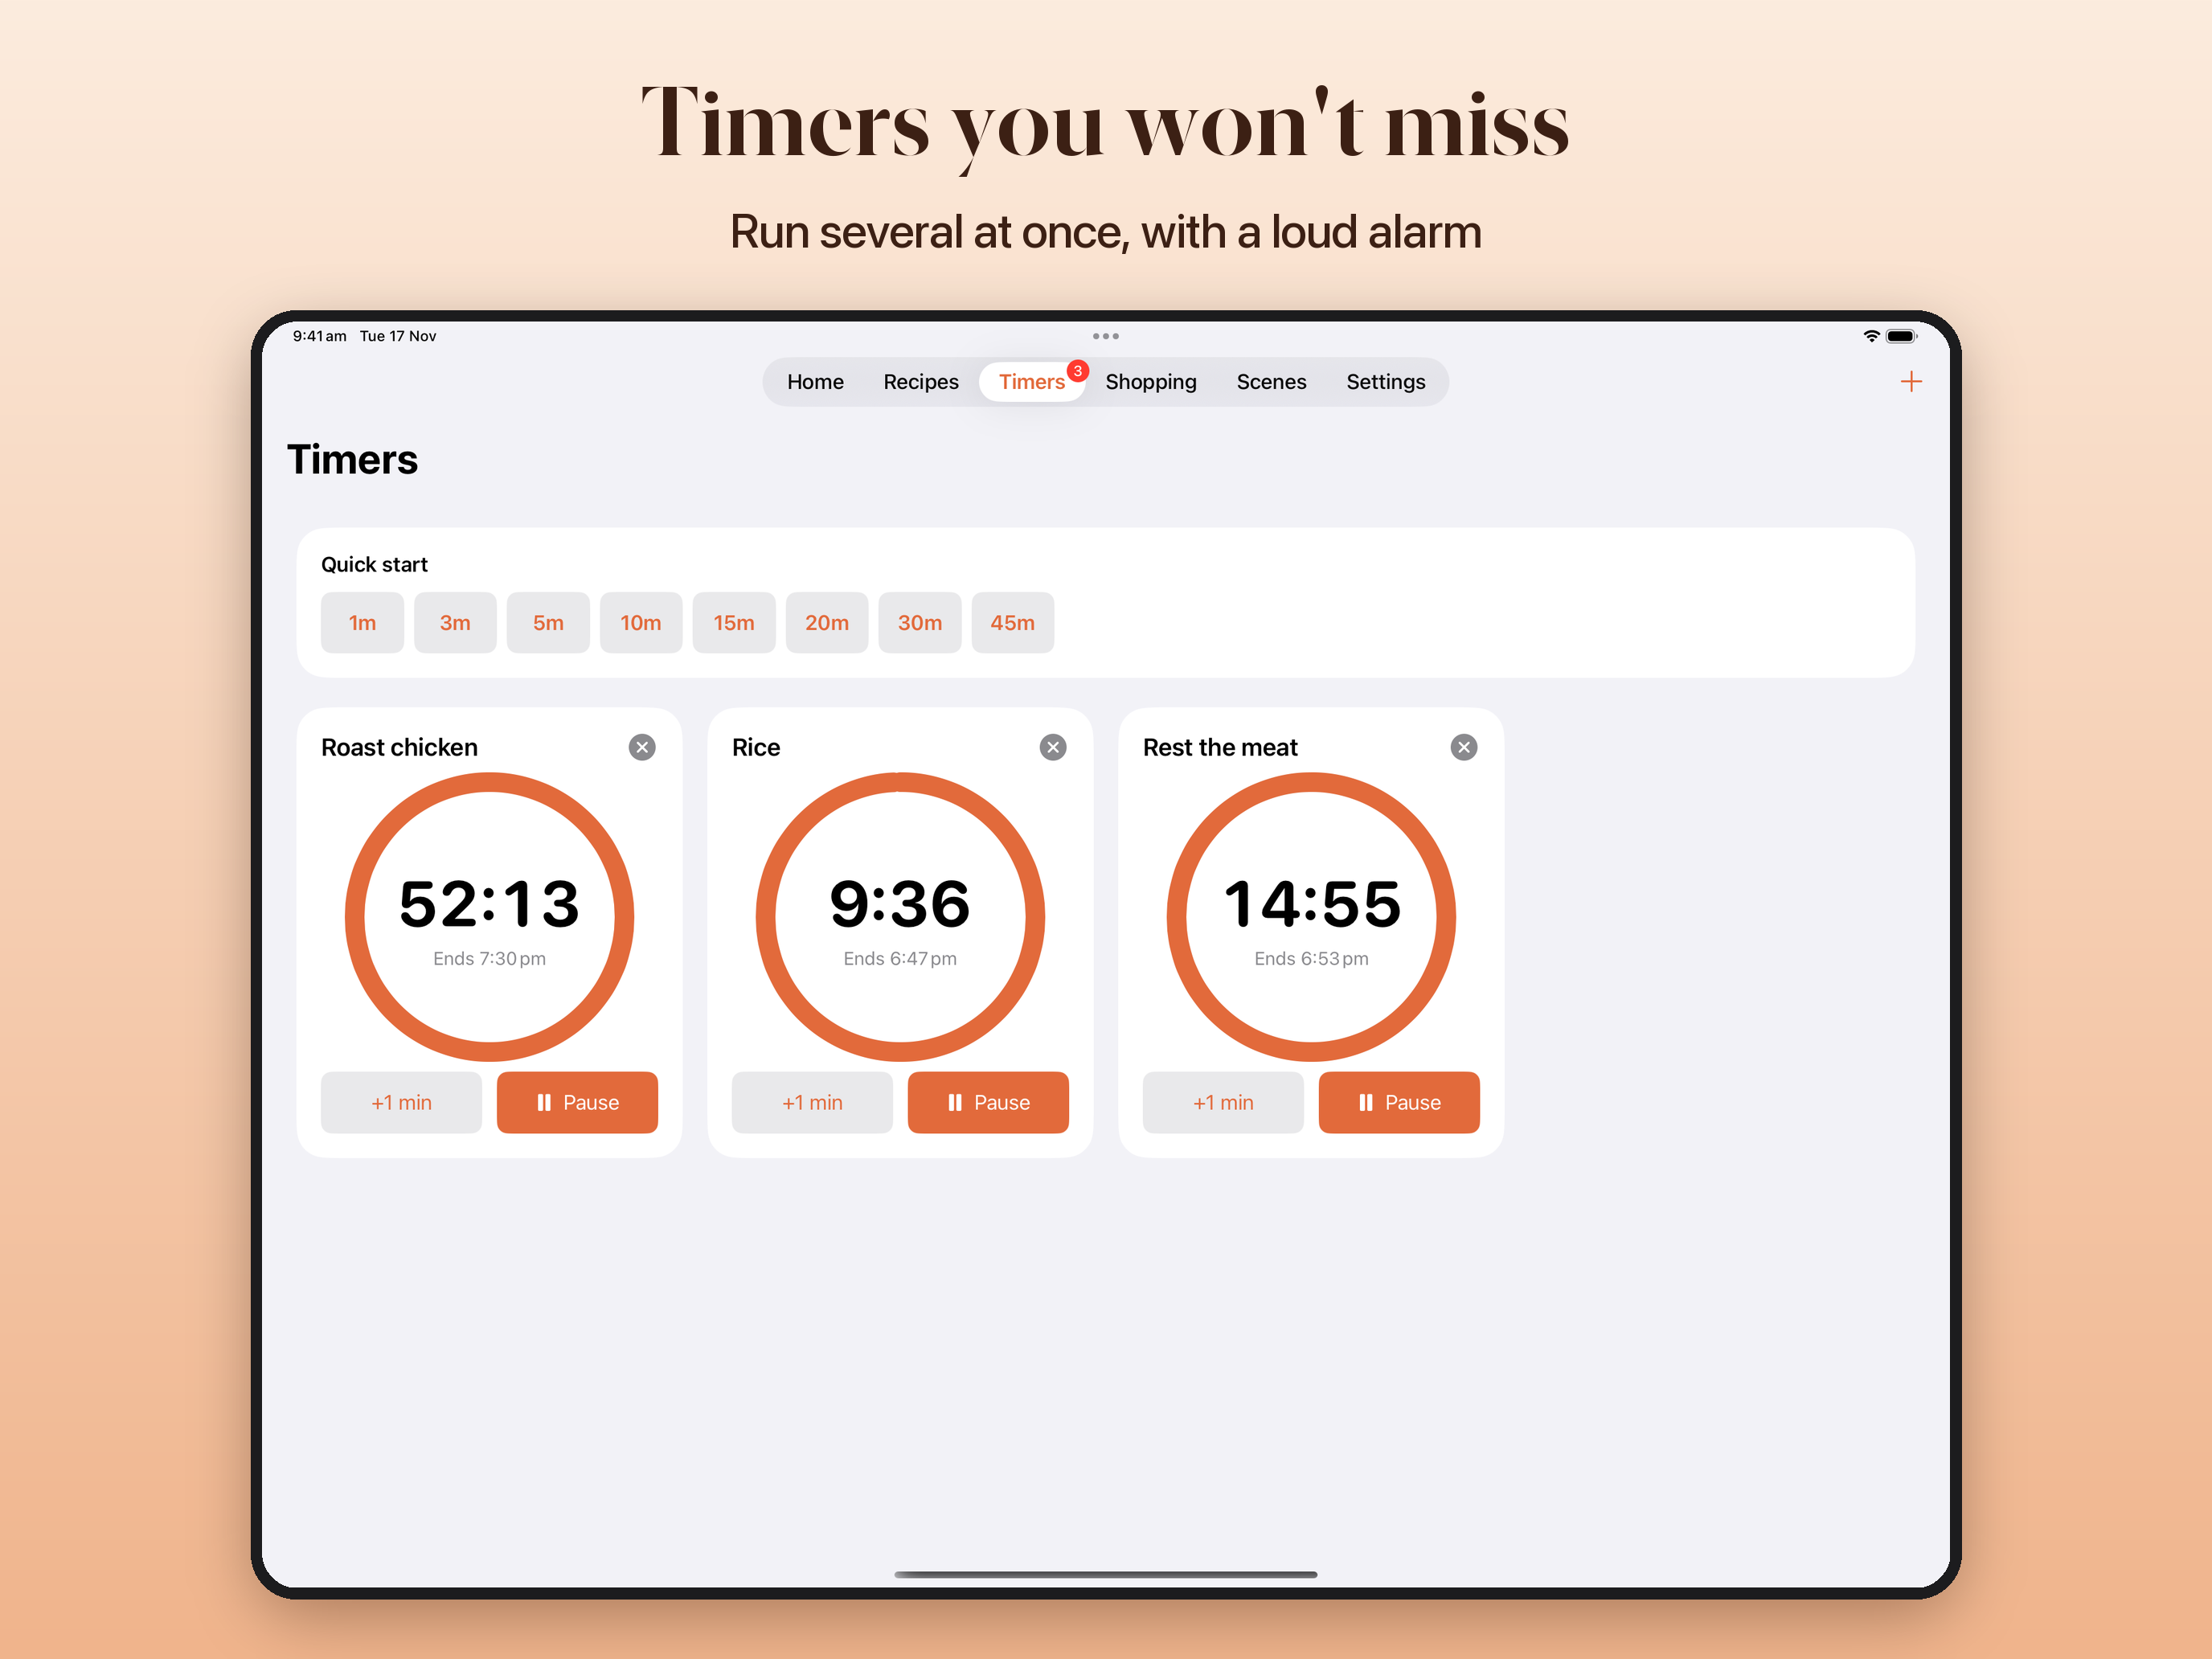 Timers you won't miss
Run several at once, with a loud alarm
9:41 am Tue 17 Nov
Home Recipes Timers 3 Shopping Scenes Settings
Timers
Quick start
1m 3m 5m 10m 15m 20m 30m 45m
Roast chicken
52:13
Ends 7:30 pm
+1 min Pause
Rice
9:36
Ends 6:47 pm
+1 min Pause
Rest the meat
14:55
Ends 6:53 pm
+1 min Pause